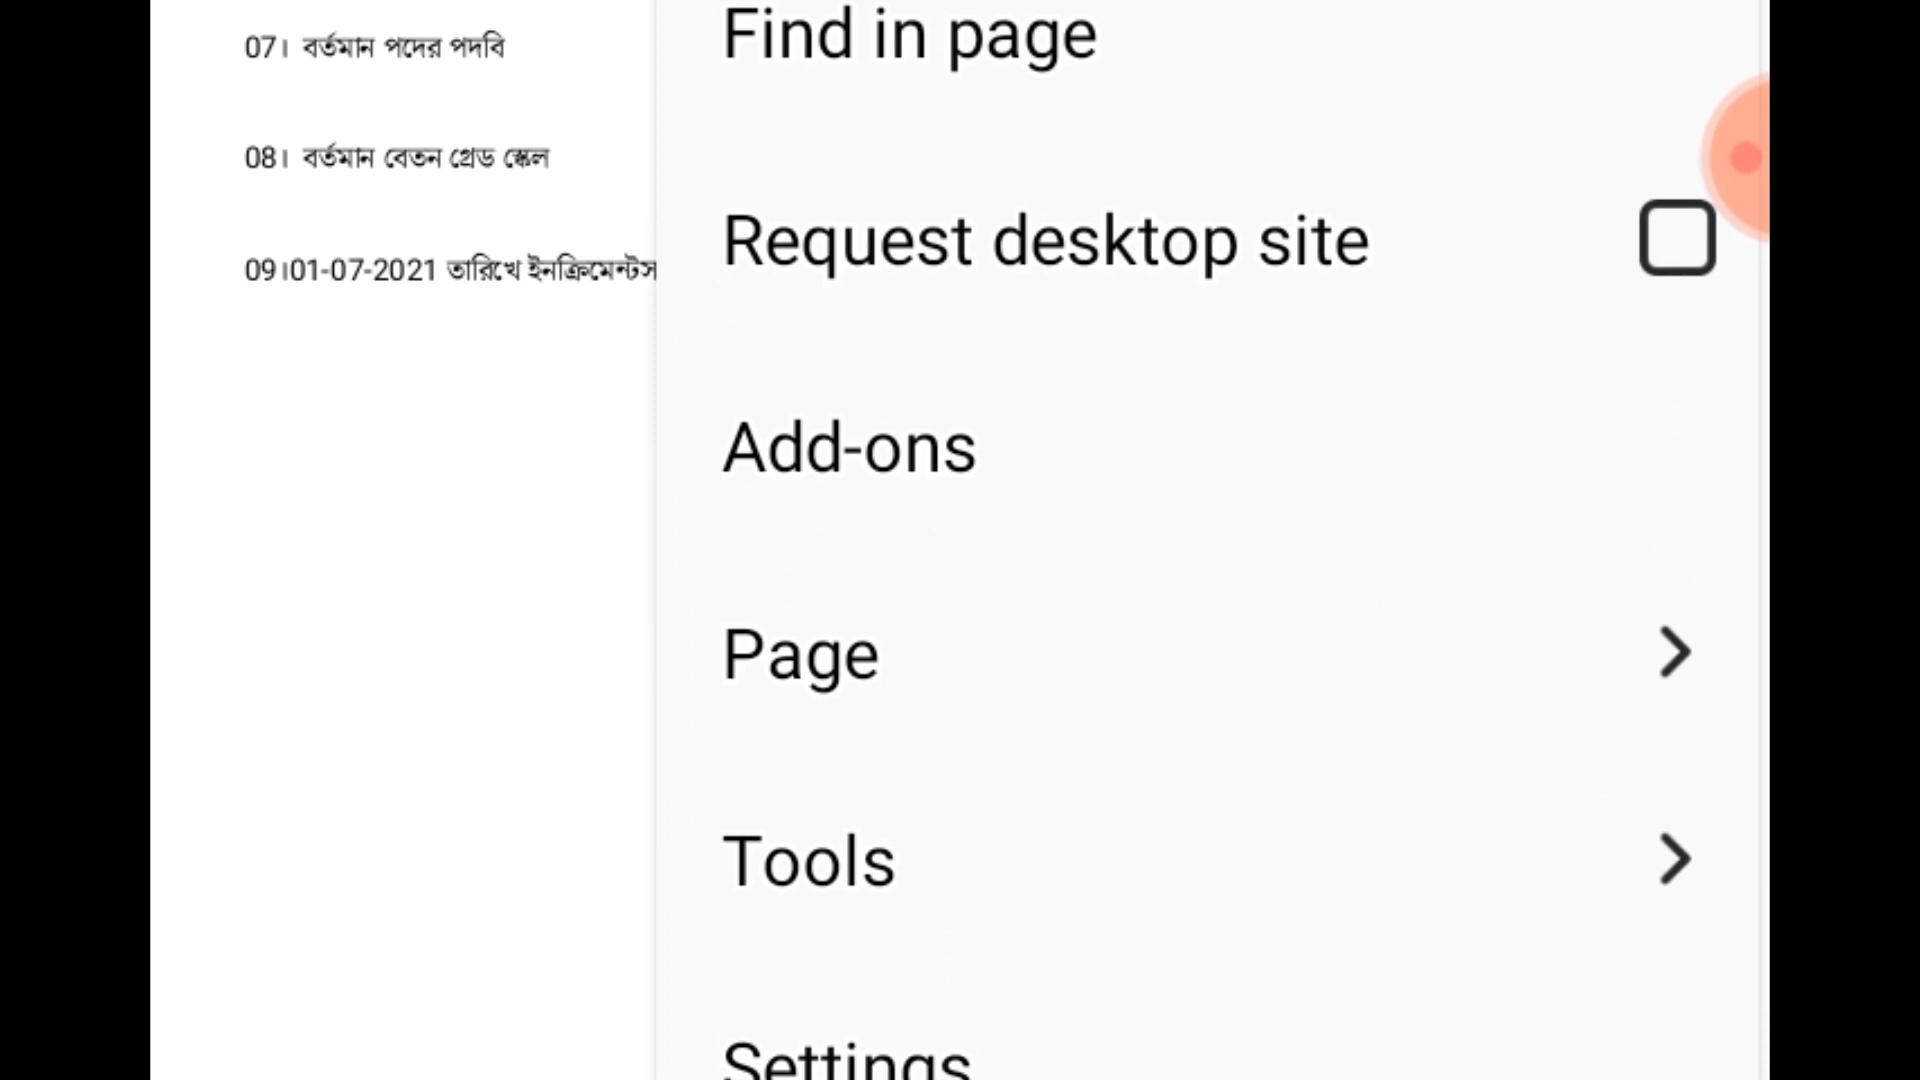 07। বর্তমান পদের পদবি
08। বর্তমান বেতন গ্রেড স্কেল
09।01-07-2021 তারিখে ইনক্রিমেন্টস
Find in page
Request desktop site
Add-ons
Page
Tools
Settings